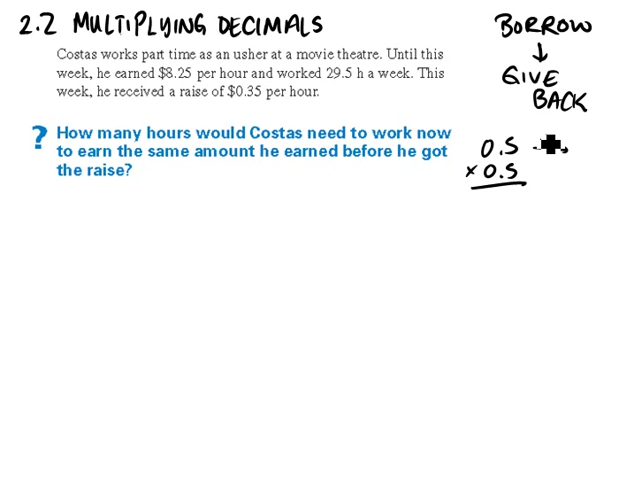 2.2 MULTIPLYING DECIMALS
Costas works part time as an usher at a movie theatre. Until this
week, he earned $8.25 per hour and worked 29.5 h a week. This
week, he received a raise of $0.35 per hour.
? How many hours would Costas need to work now
to earn the same amount he earned before he got
the raise?
BORROW
↓
GIVE
BACK
0.5
× 0.5